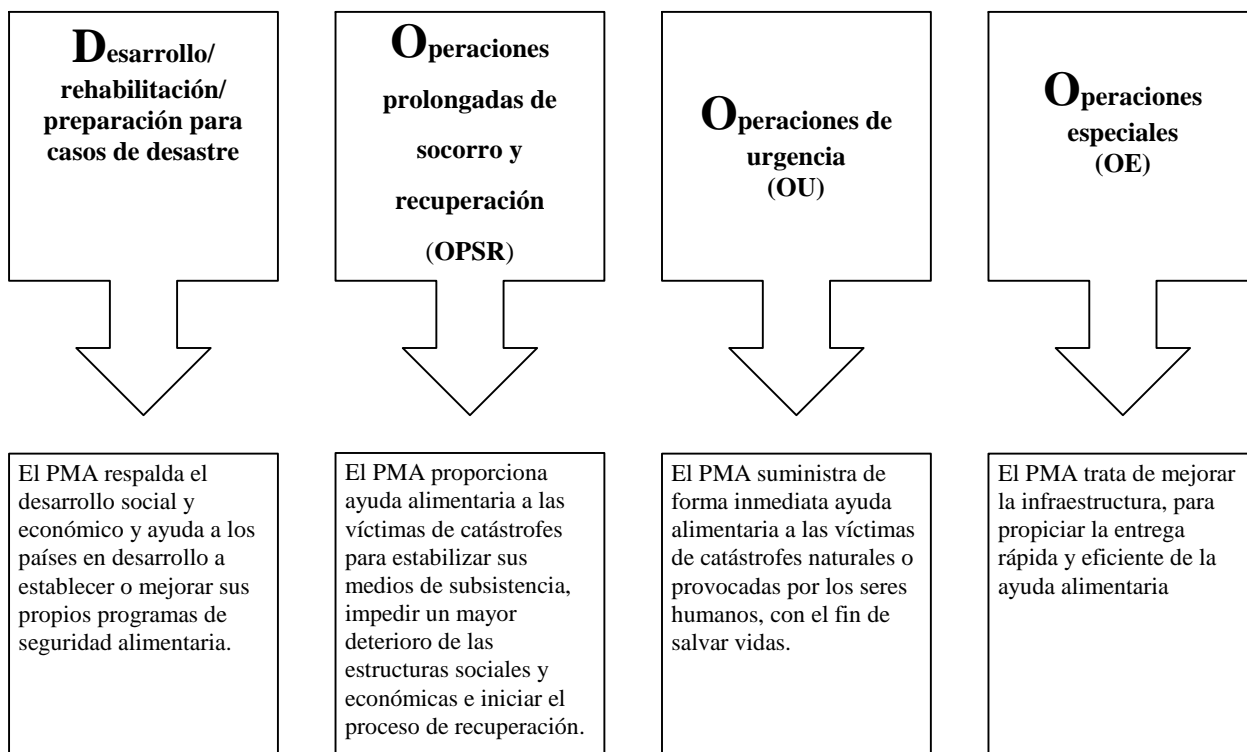 Desarrollo/
rehabilitación/
preparación para
casos de desastre
Operaciones
prolongadas de
socorro y
recuperación
(OPSR)
Operaciones de
urgencia
(OU)
Operaciones
especiales
(OE)
El PMA respalda el
desarrollo social y
económico y ayuda a los
países en desarrollo a
establecer o mejorar sus
propios programas de
seguridad alimentaria.
El PMA proporciona
ayuda alimentaria a las
víctimas de catástrofes
para estabilizar sus
medios de subsistencia,
impedir un mayor
deterioro de las
estructuras sociales y
económicas e iniciar el
proceso de recuperación.
El PMA suministra de
forma inmediata ayuda
alimentaria a las víctimas
de catástrofes naturales o
provocadas por los seres
humanos, con el fin de
salvar vidas.
El PMA trata de mejorar
la infraestructura, para
propiciar la entrega
rápida y eficiente de la
ayuda alimentaria